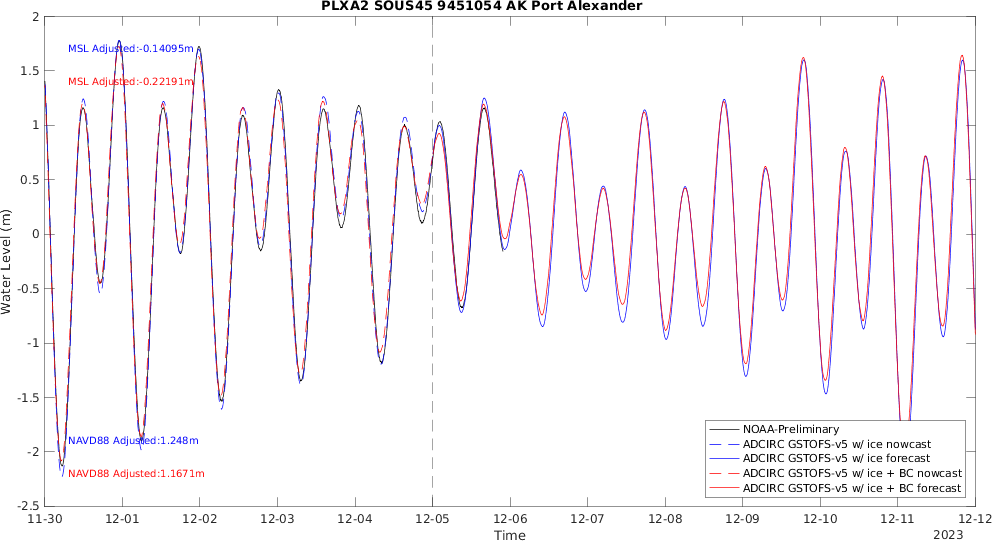 PLXA2 SOUS45 9451054 AK Port Alexander
2
1.5
1
0.5
0
-0.5
-1
-1.5
-2
-2.5
Water Level (m)
MSL Adjusted:-0.14095m
MSL Adjusted:-0.22191m
NAVD88 Adjusted:1.248m
NAVD88 Adjusted:1.1671m
NOAA-Preliminary
ADCIRC GSTOFS-v5 w/ ice nowcast
ADCIRC GSTOFS-v5 w/ ice forecast
ADCIRC GSTOFS-v5 w/ ice + BC nowcast
ADCIRC GSTOFS-v5 w/ ice + BC forecast
11-30 12-01 12-02 12-03 12-04 12-05 12-06 12-07 12-08 12-09 12-10 12-11 12-12
Time
2023